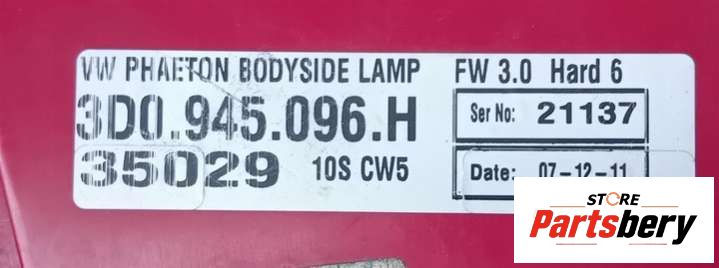 VW PHAETON BODYSIDE LAMP FW 3.0 Hard 6
3D0.945.096.H Ser No: 21137
35029 10S CW5 Date: 07-12-11
STORE
Partsbery